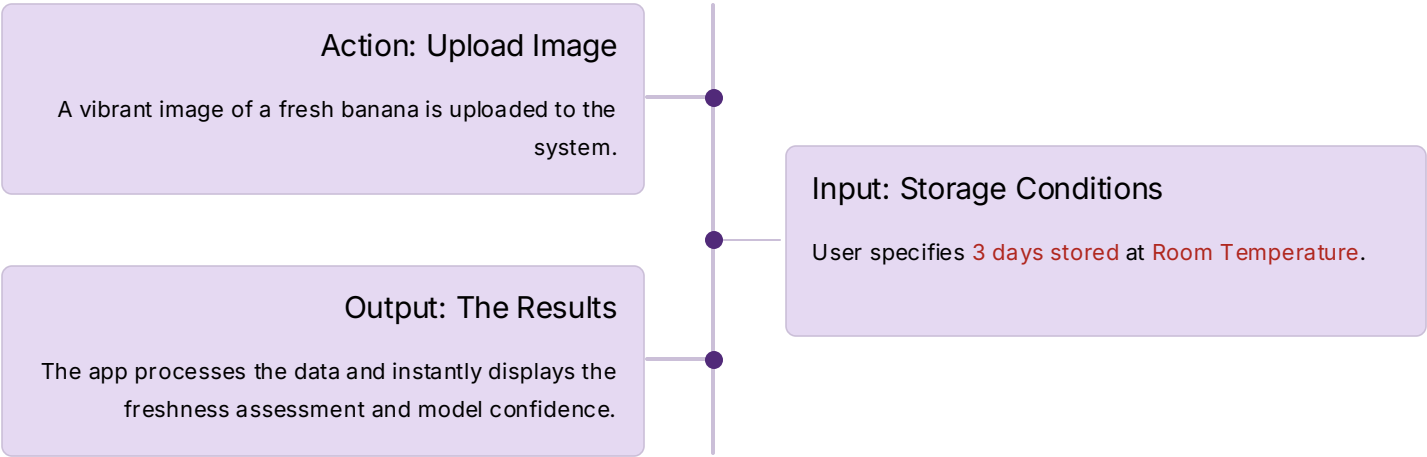 Action: Upload Image
A vibrant image of a fresh banana is uploaded to the
system.
Input: Storage Conditions
User specifies 3 days stored at Room Temperature.
Output: The Results
The app processes the data and instantly displays the
freshness assessment and model confidence.